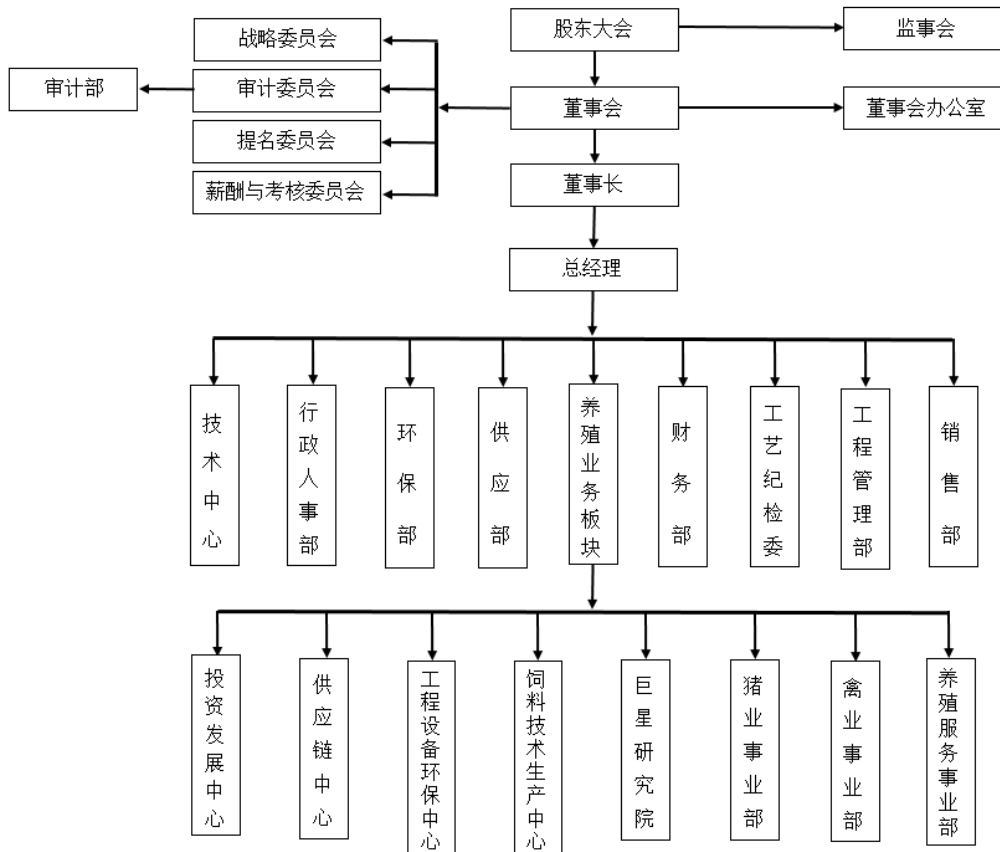 战略委员会
股东大会
监事会
审计部
审计委员会
董事会
董事会办公室
提名委员会
薪酬与考核委员会
董事长
总经理
技术中心
行政人事部
环保部
供应部
养殖业务板块
财务部
工艺纪检委
工程管理部
销售部
投资发展中心
供应链中心
工程设备环保中心
饲料技术生产中心
巨星研究院
猪业事业部
禽业事业部
养殖服务事业部